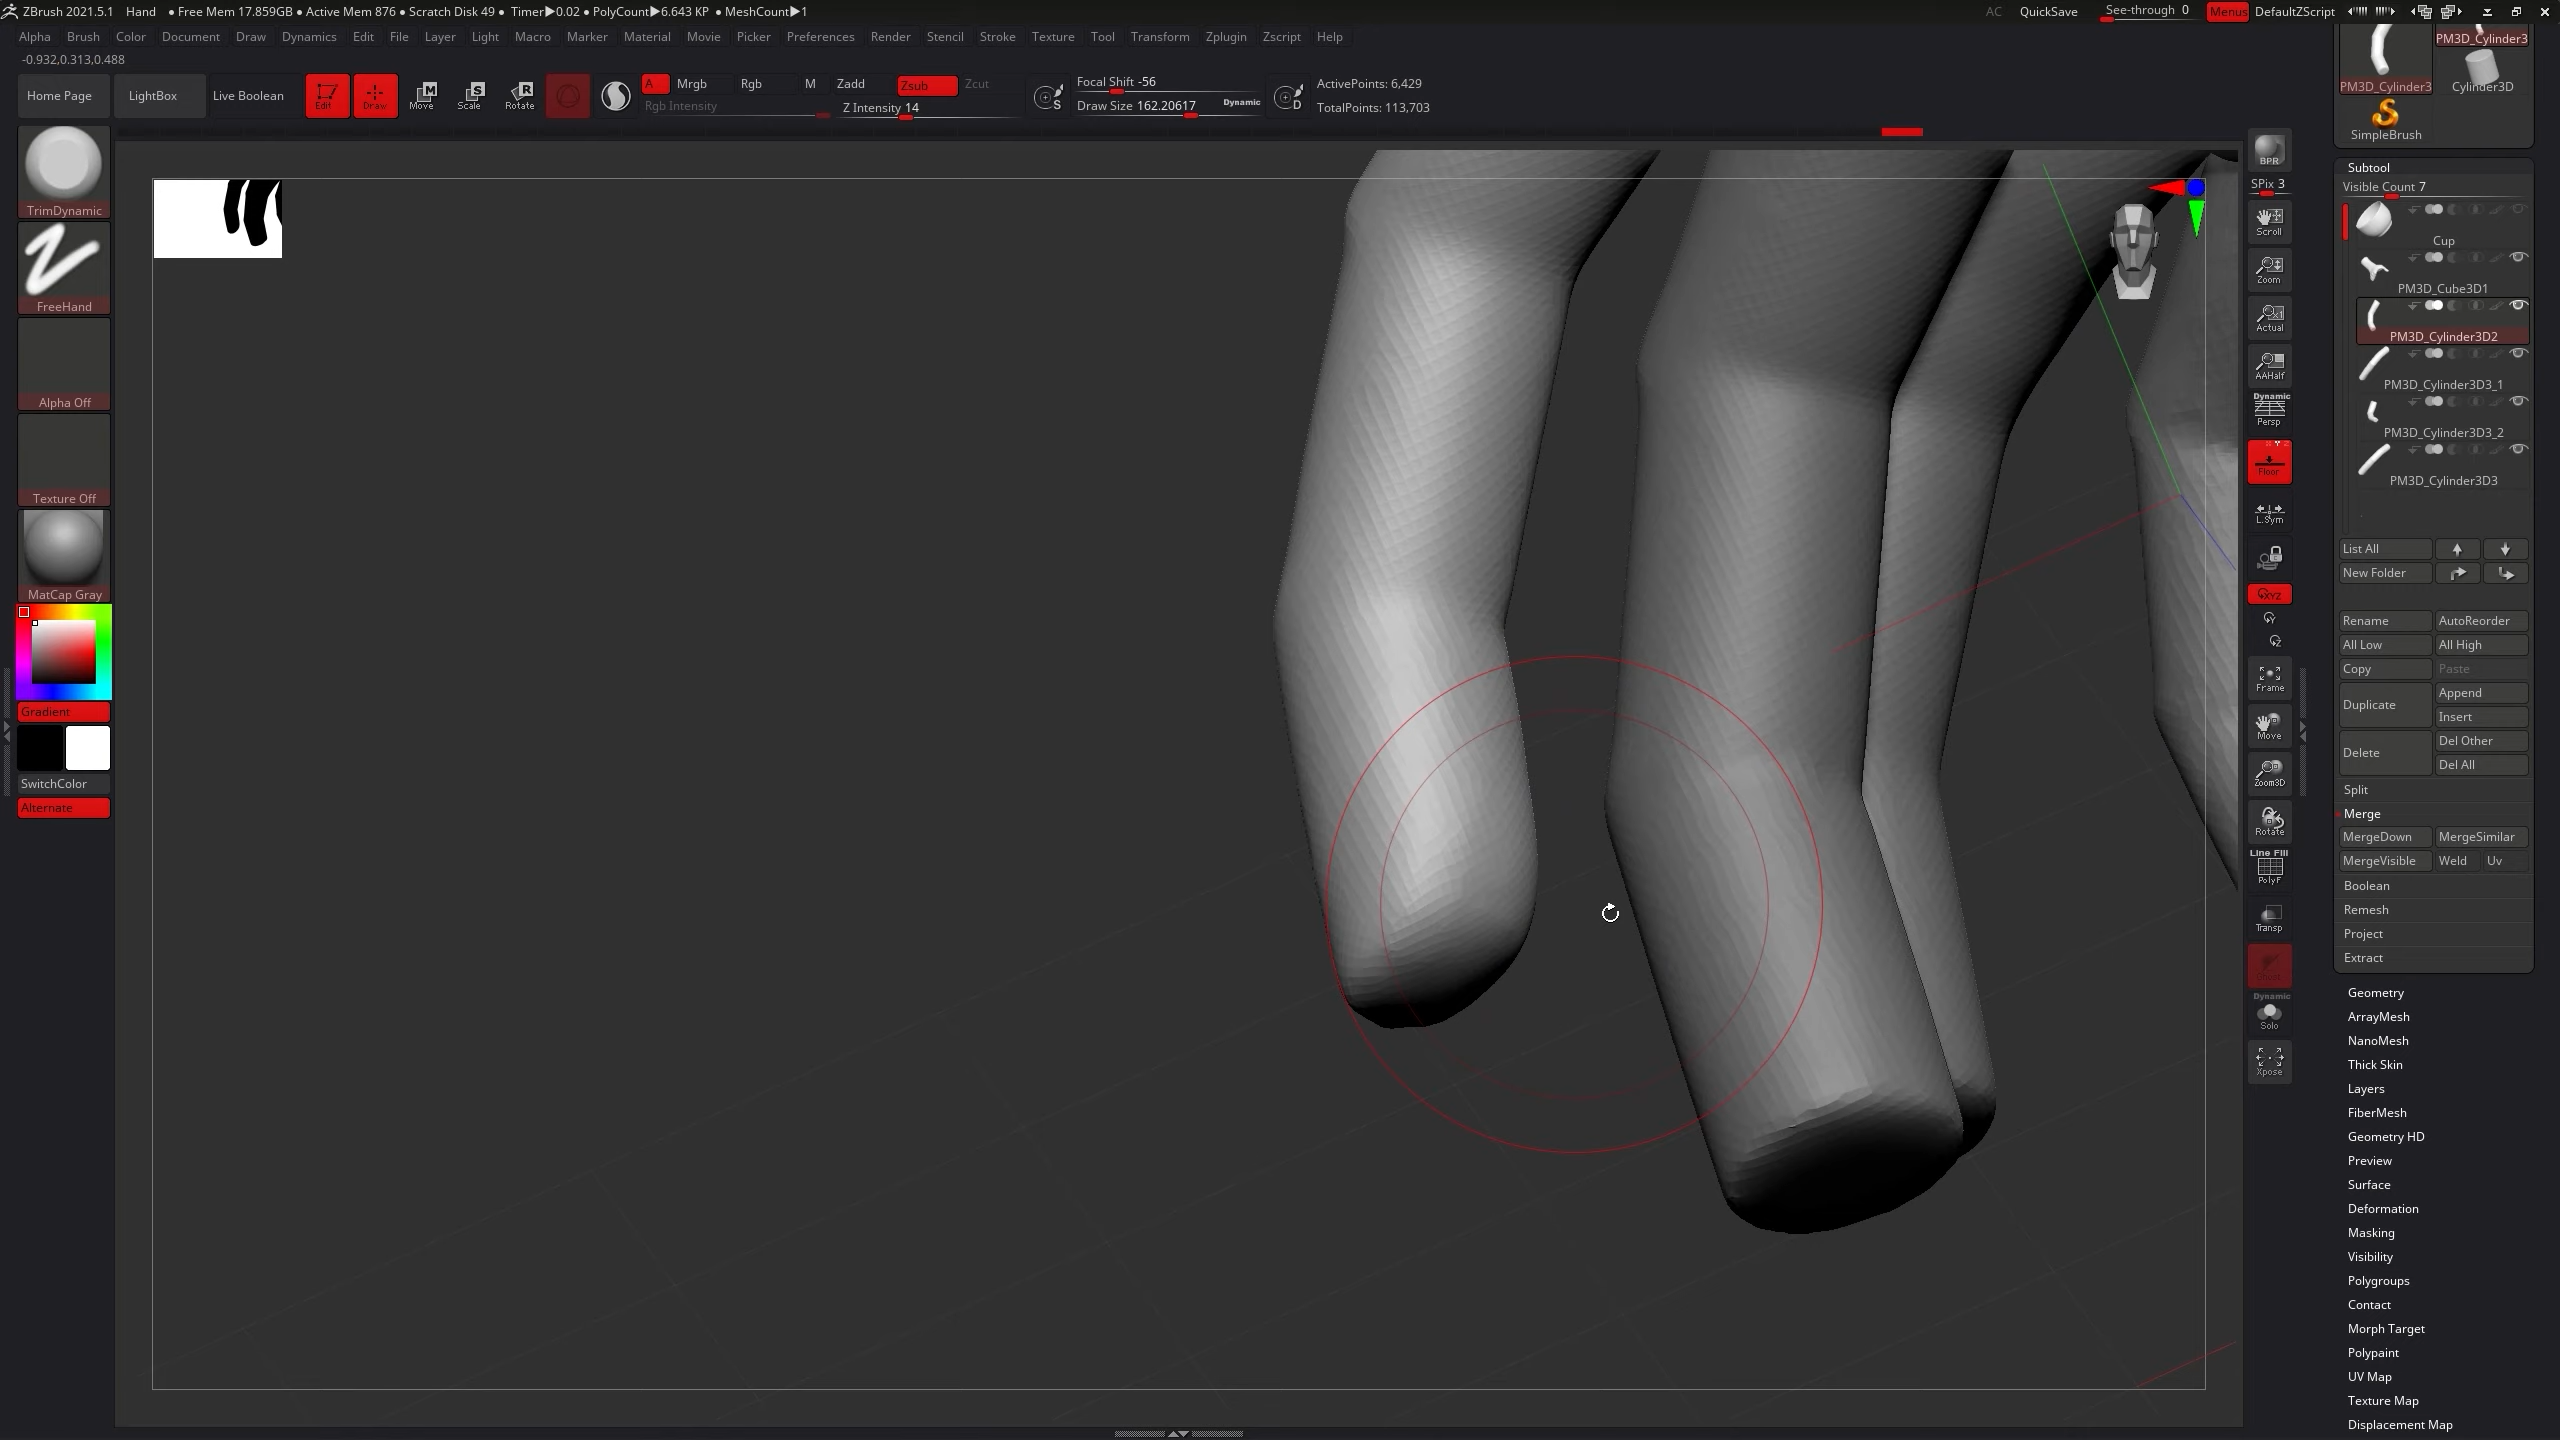 ZBrush 2021.5.1 Hand • Free Mem 17.859GB • Active Mem 876 • Scratch Disk 49 • Timer▶0.02 • PolyCount▶6.643 KP • MeshCount▶1 AC QuickSave See-through 0 Menus DefaultZScript
Alpha Brush Color Document Draw Dynamics Edit File Layer Light Macro Marker Material Movie Picker Preferences Render Stencil Stroke Texture Tool Transform Zplugin Zscript Help
-0.932,0.313,0.488
Home Page LightBox Live Boolean Edit Draw Move Scale Rotate
A Mrgb Rgb M Zadd Zsub Zcut
Rgb Intensity Z Intensity 14
Focal Shift -56
Draw Size 162.20617 Dynamic
ActivePoints: 6,429
TotalPoints: 113,703
TrimDynamic
FreeHand
Alpha Off
Texture Off
MatCap Gray
Gradient
SwitchColor
Alternate
BPR
SPix 3
Scroll
Zoom
Actual
AAHalf
Dynamic
Persp
Floor
L.Sym
XYZ
Frame
Move
Zoom3D
Rotate
Line Fill
PolyF
Transp
Dynamic
Solo
Xpose
PM3D_Cylinder3
PM3D_Cylinder3 Cylinder3D
SimpleBrush
Subtool
Visible Count 7
Cup
PM3D_Cube3D1
PM3D_Cylinder3D2
PM3D_Cylinder3D3_1
PM3D_Cylinder3D3_2
PM3D_Cylinder3D3
List All
New Folder
Rename AutoReorder
All Low All High
Copy Paste
Duplicate Append
Insert
Delete Del Other
Del All
Split
Merge
MergeDown MergeSimilar
MergeVisible Weld Uv
Boolean
Remesh
Project
Extract
Geometry
ArrayMesh
NanoMesh
Thick Skin
Layers
FiberMesh
Geometry HD
Preview
Surface
Deformation
Masking
Visibility
Polygroups
Contact
Morph Target
Polypaint
UV Map
Texture Map
Displacement Map